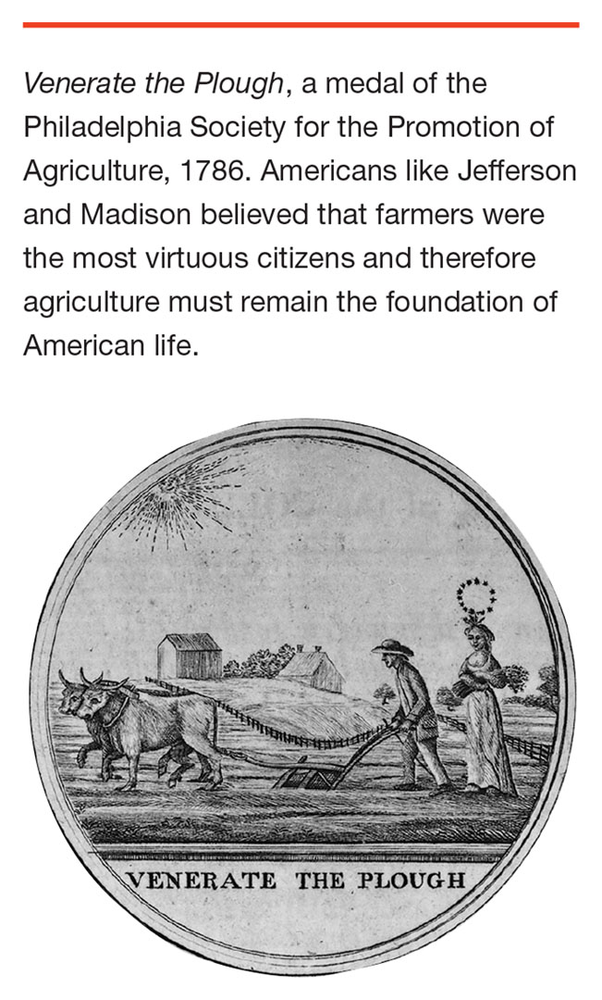 Venerate the Plough, a medal of the
Philadelphia Society for the Promotion of
Agriculture, 1786. Americans like Jefferson
and Madison believed that farmers were
the most virtuous citizens and therefore
agriculture must remain the foundation of
American life.
VENERATE THE PLOUGH